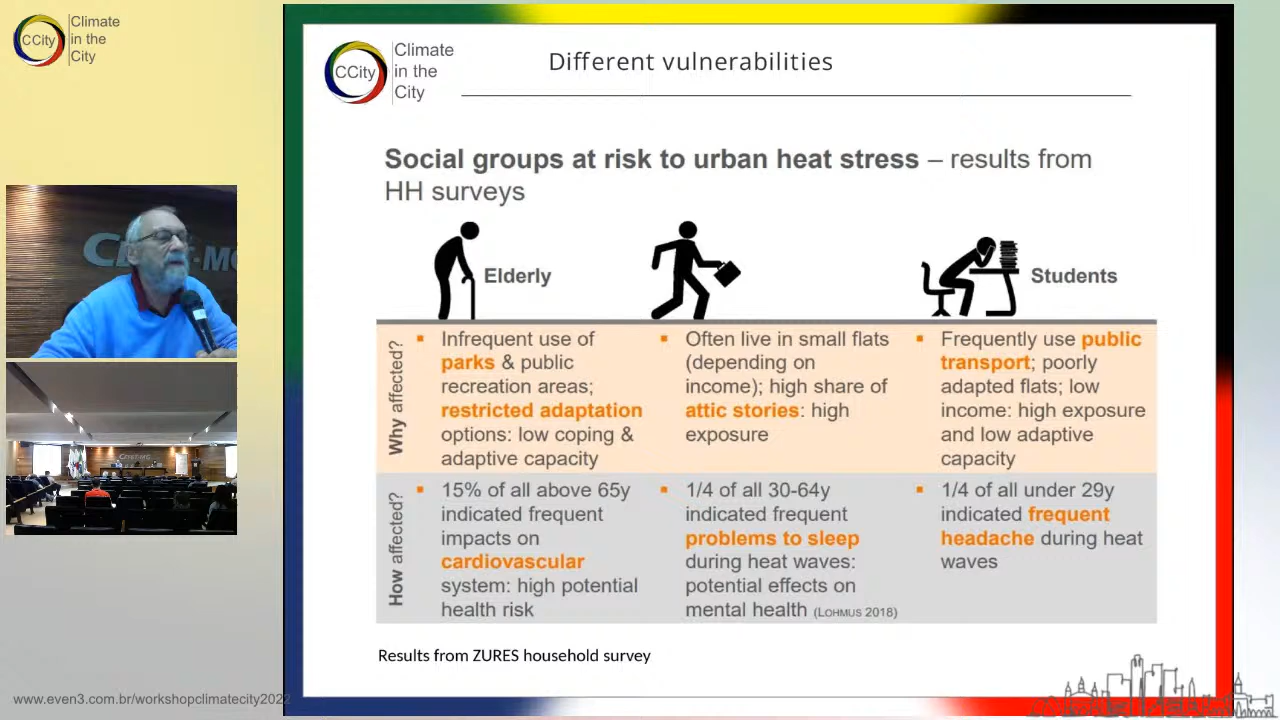 CCity
Climate
in the
City
CCity
Climate
in the
City
Different vulnerabilities
Social groups at risk to urban heat stress – results from
HH surveys
Elderly
Students
Why affected?
▪ Infrequent use of
parks & public
recreation areas;
restricted adaptation
options: low coping &
adaptive capacity
▪ Often live in small flats
(depending on
income); high share of
attic stories: high
exposure
▪ Frequently use public
transport; poorly
adapted flats; low
income: high exposure
and low adaptive
capacity
How affected?
▪ 15% of all above 65y
indicated frequent
impacts on
cardiovascular
system: high potential
health risk
▪ 1/4 of all 30-64y
indicated frequent
problems to sleep
during heat waves:
potential effects on
mental health (LOHMUS 2018)
▪ 1/4 of all under 29y
indicated frequent
headache during heat
waves
Results from ZURES household survey
www.even3.com.br/workshopclimatecity2022